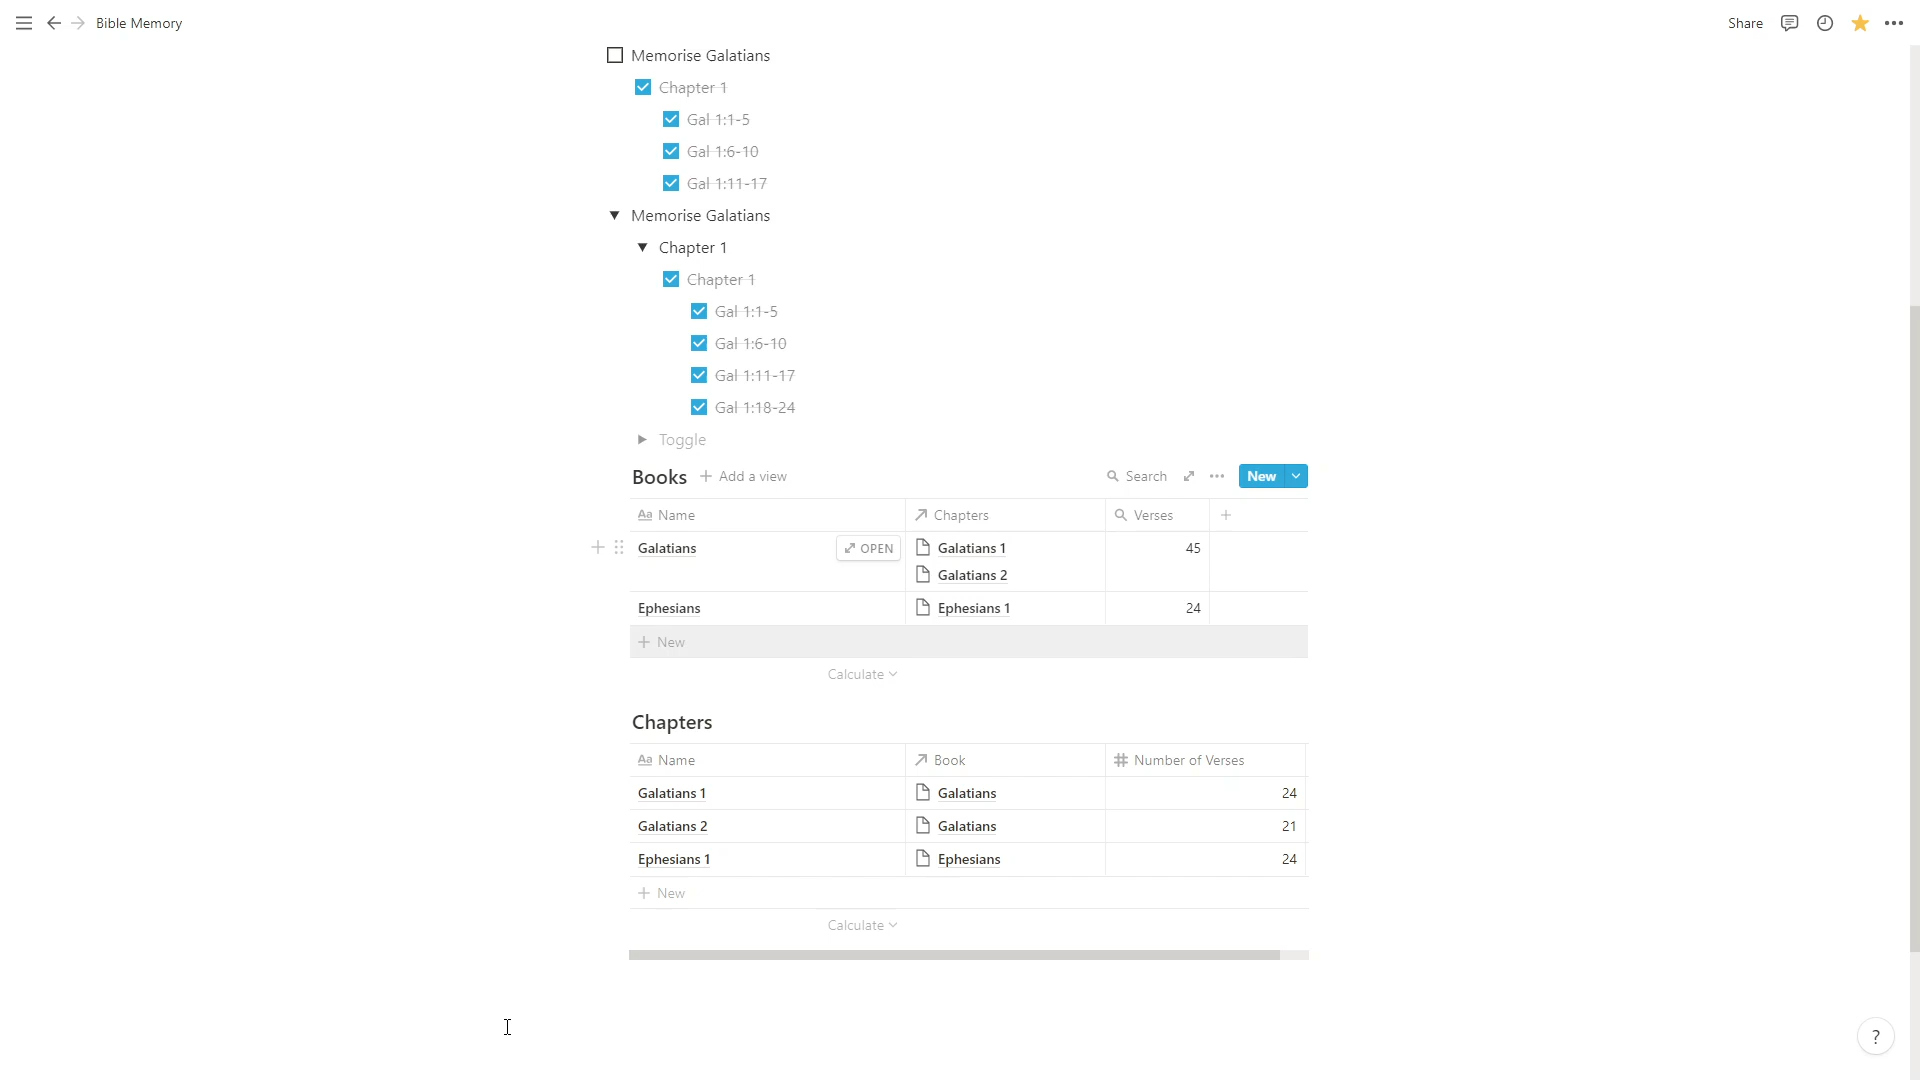 Bible Memory
Share
Memorise Galatians
Chapter 1
Gal 1:1-5
Gal 1:6-10
Gal 1:11-17
Memorise Galatians
Chapter 1
Chapter 1
Gal 1:1-5
Gal 1:6-10
Gal 1:11-17
Gal 1:18-24
Toggle
Books + Add a view Search New
Aa Name Chapters Verses +
Galatians OPEN Galatians 1 45
Galatians 2
Ephesians Ephesians 1 24
+ New
Calculate
Chapters
Aa Name Book # Number of Verses
Galatians 1 Galatians 24
Galatians 2 Galatians 21
Ephesians 1 Ephesians 24
+ New
Calculate
?